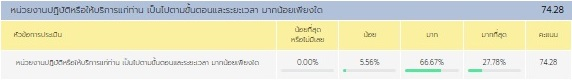 หน่วยงานปฏิบัติหรือให้บริการแก่ท่าน เป็นไปตามขั้นตอนและระยะเวลา มากน้อยเพียงใด 74.28
หัวข้อการประเมิน น้อยที่สุด หรือไม่มีเลย น้อย มาก มากที่สุด คะแนน
หน่วยงานปฏิบัติหรือให้บริการแก่ท่าน เป็นไปตามขั้นตอนและระยะเวลา มากน้อยเพียงใด 0.00% 5.56% 66.67% 27.78% 74.28